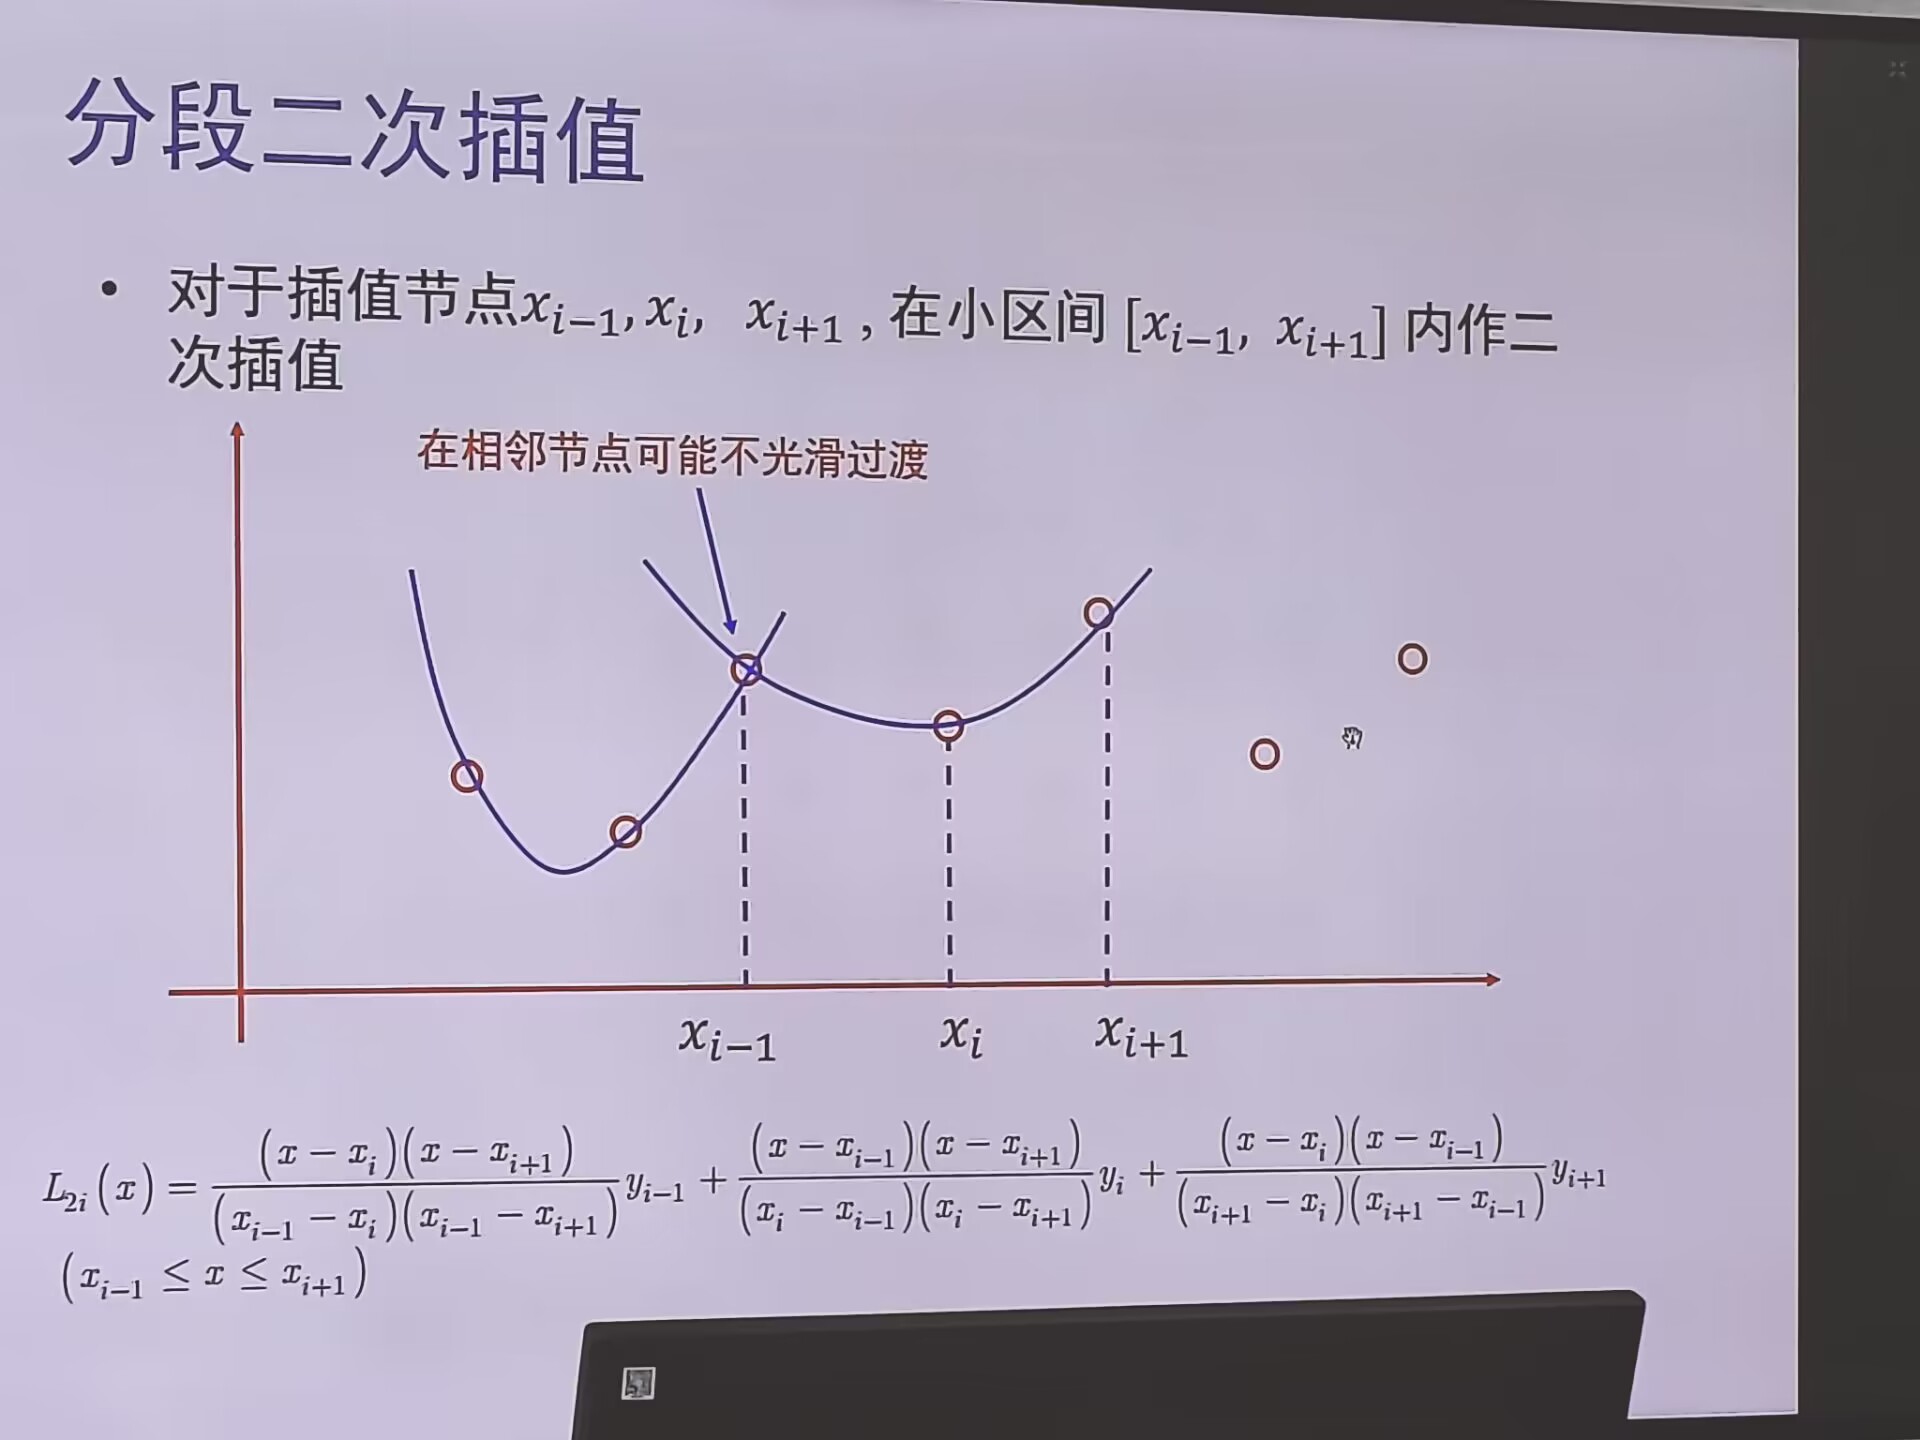 分段二次插值
• 对于插值节点x_{i-1}, x_i, x_{i+1}, 在小区间 [x_{i-1}, x_{i+1}] 内作二
次插值
在相邻节点可能不光滑过渡
x_{i-1} x_i x_{i+1}
L_{2i}(x) = \frac{(x - x_i)(x - x_{i+1})}{(x_{i-1} - x_i)(x_{i-1} - x_{i+1})} y_{i-1} + \frac{(x - x_{i-1})(x - x_{i+1})}{(x_i - x_{i-1})(x_i - x_{i+1})} y_i + \frac{(x - x_i)(x - x_{i-1})}{(x_{i+1} - x_i)(x_{i+1} - x_{i-1})} y_{i+1}
(x_{i-1} ≤ x ≤ x_{i+1})